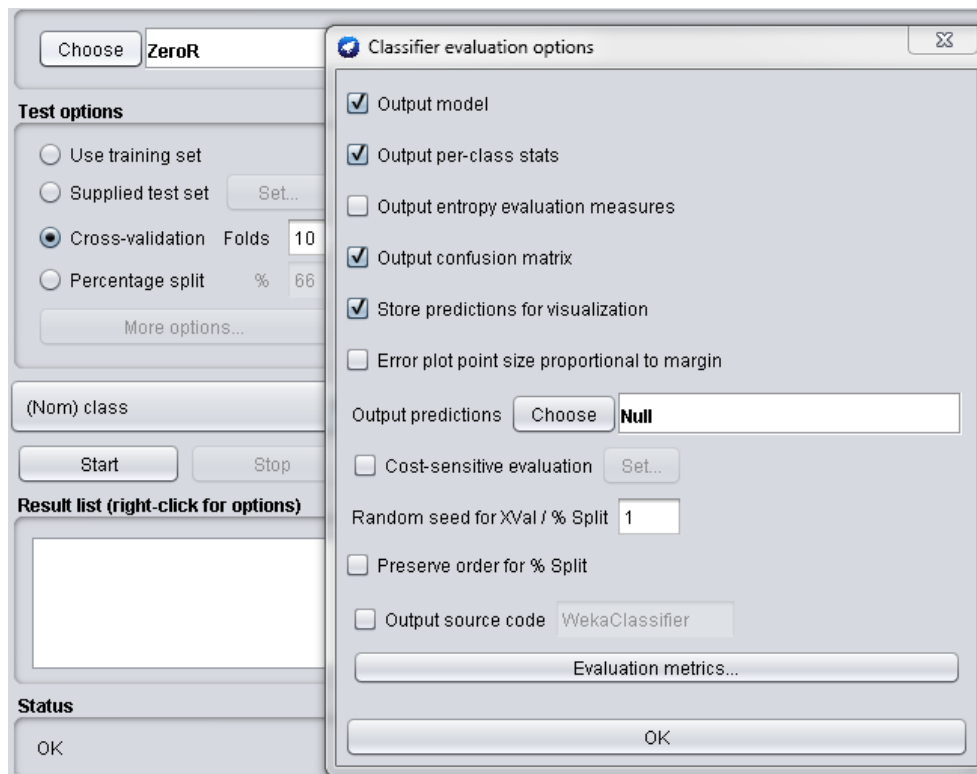 Choose ZeroR
Test options
Use training set
Supplied test set Set...
Cross-validation Folds 10
Percentage split % 66
More options...
(Nom) class
Start Stop
Result list (right-click for options)
Status
OK
Classifier evaluation options
Output model
Output per-class stats
Output entropy evaluation measures
Output confusion matrix
Store predictions for visualization
Error plot point size proportional to margin
Output predictions Choose Null
Cost-sensitive evaluation Set...
Random seed for XVal / % Split 1
Preserve order for % Split
Output source code WekaClassifier
Evaluation metrics...
OK